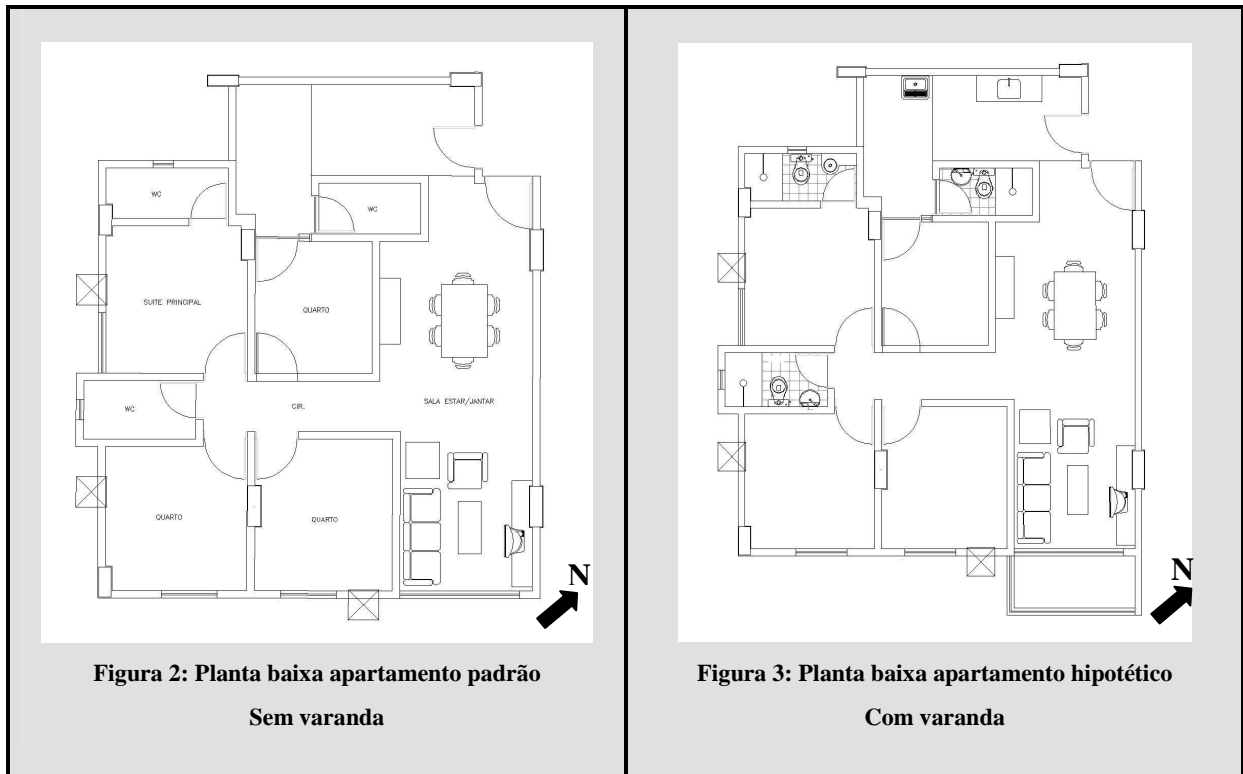 WC
WC
SUITE PRINCIPAL
QUARTO
WC
CIR.
SALA ESTAR/JANTAR
QUARTO
QUARTO
N
Figura 2: Planta baixa apartamento padrão
Sem varanda
N
Figura 3: Planta baixa apartamento hipotético
Com varanda